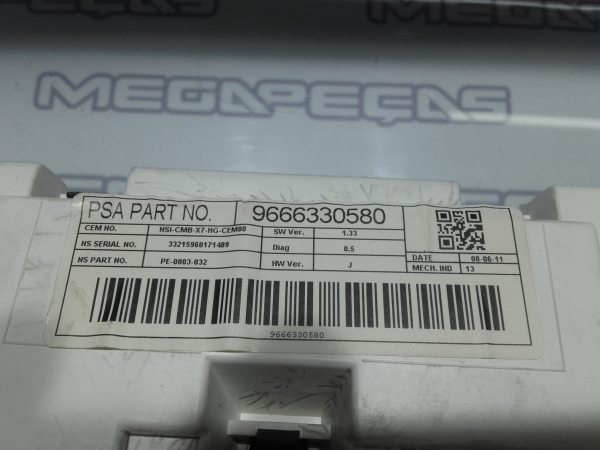 MEGAPEÇAS
MEGAPEÇAS
PSA PART NO. 9666330580
CEM NO. NSI-CMB-X7-HG-CEM00 SW Ver. 1.33
NS SERIAL NO. 33215960171489 Diag 0.5 DATE 08-06-11
NS PART NO. PE-0003-032 HW Ver. J MECH. IND 13
9666330580